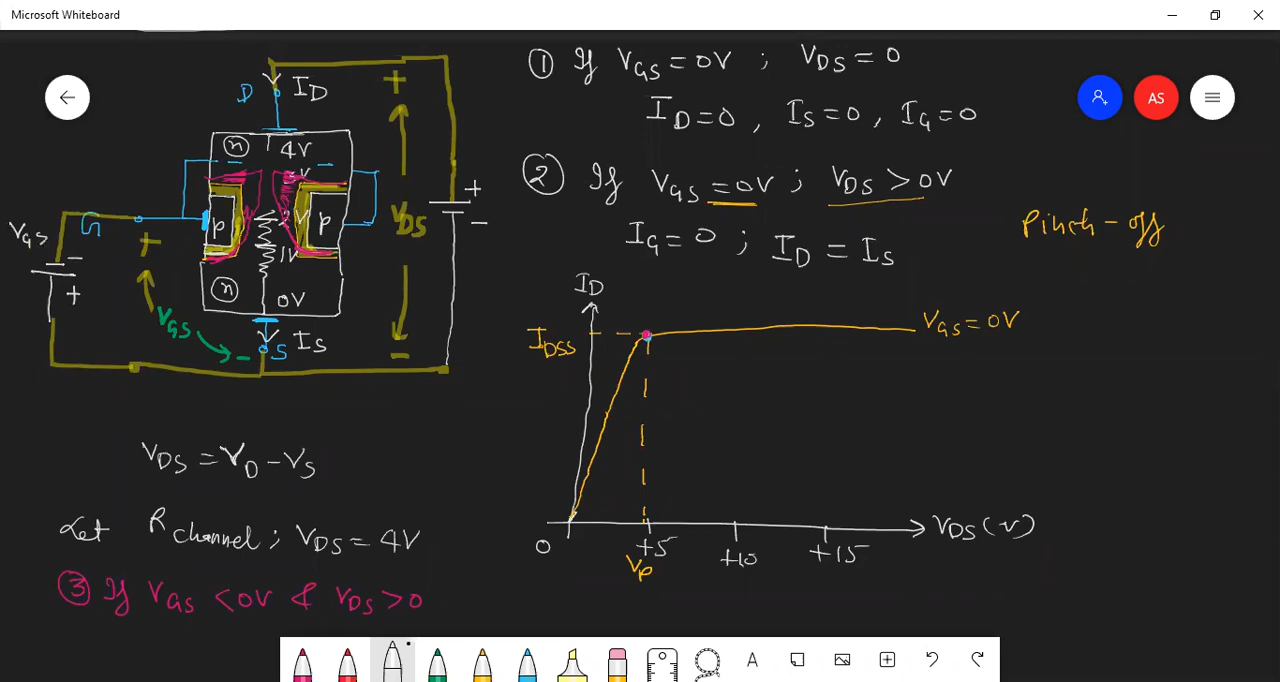 Microsoft Whiteboard
① If VGS = 0V ; VDS = 0
ID = 0 , IS = 0 , IG = 0
② If VGS = 0V ; VDS > 0V
IG = 0 ; ID = IS
Pinch-off
AS
D
ID
+
n
4V
2V
1V
0V
n
P
P
VGS
G
+
-
-
+
VGS
-
S
IS
VDS
-
+
-
ID
IDSS
VGS = 0V
0
+5
+10
+15
VDS(V)
VP
VDS = VD - VS
Let Rchannel; VDS = 4V
③ If VGS < 0V & VDS > 0
A